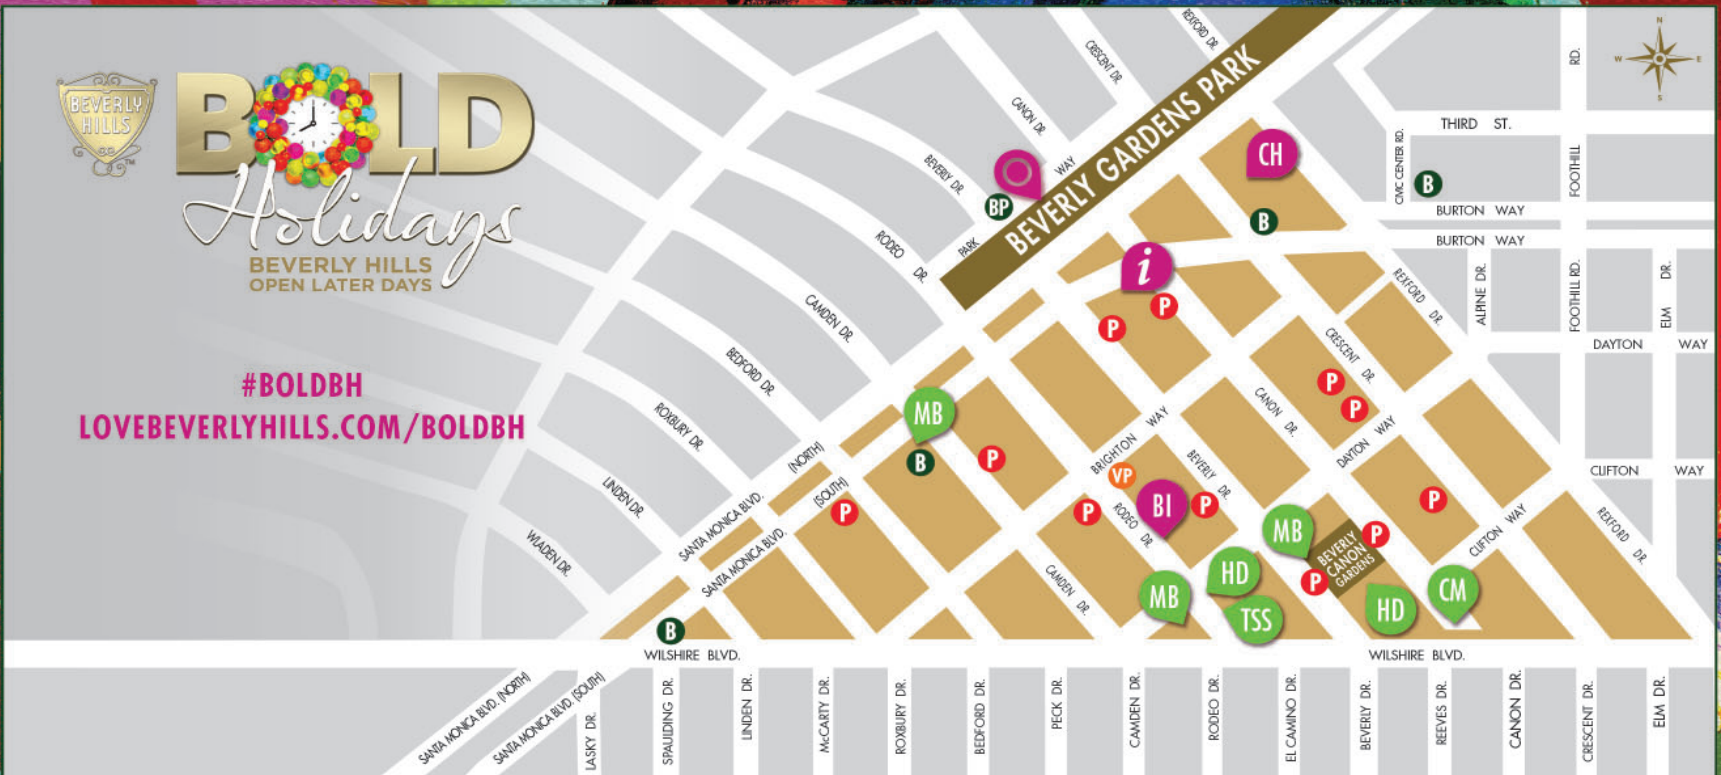 BEVERLY
HILLS
™
BOLD
Holidays
BEVERLY HILLS
OPEN LATER DAYS
#BOLDBH
LOVEBEVERLYHILLS.COM/BOLDBH
N
W
E
S
REXFORD DR.
CRESCENT DR.
CANON DR.
BEVERLY DR.
RODEO DR.
CAMDEN DR.
BEDFORD DR.
ROXBURY DR.
LINDEN DR.
WLADEN DR.
PARK WAY
BEVERLY GARDENS PARK
BP
CH
B
B
i
P
P
RD.
FOOTHILL
THIRD ST.
CIVIC CENTER RD.
BURTON WAY
BURTON WAY
ALPINE DR.
FOOTHILL RD.
ELM DR.
DAYTON WAY
CLIFTON WAY
REXFORD DR.
CRESCENT DR.
P
P
CANON DR.
DAYTON WAY
MB
B
P
P
BRIGHTON WAY
VP
BEVERLY DR.
BI
P
P
RODEO DR.
(NORTH)
SANTA MONICA BLVD.
(SOUTH)
SANTA MONICA BLVD.
CAMDEN DR.
P
CLIFTON WAY
REXFORD DR.
MB
P
BEVERLY
CANON
GARDENS
P
HD
MB
TSS
HD
CM
B
WILSHIRE BLVD.
WILSHIRE BLVD.
SANTA MONICA BLVD. (NORTH)
SANTA MONICA BLVD. (SOUTH)
LASKY DR.
SPAULDING DR.
LINDEN DR.
McCARTY DR.
ROXBURY DR.
BEDFORD DR.
PECK DR.
CAMDEN DR.
RODEO DR.
EL CAMINO DR.
BEVERLY DR.
REEVES DR.
CANON DR.
CRESCENT DR.
ELM DR.